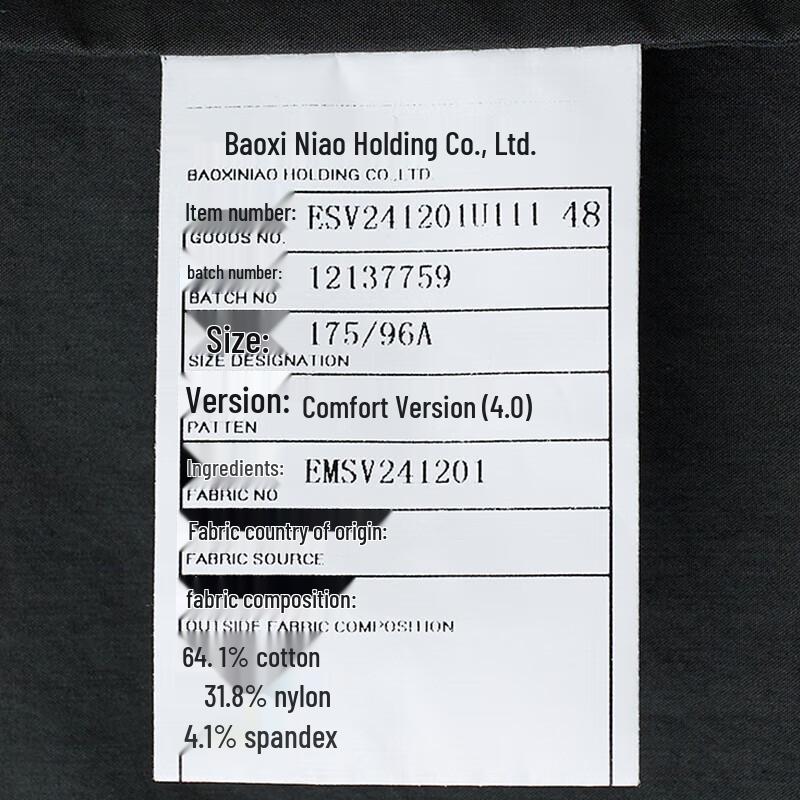 Baoxi Niao Holding Co., Ltd.
BAOXINIAO HOLDING CO.,LTD.
Item number: ESV241201U111 48
GOODS NO.
batch number: 12137759
BATCH NO
Size: 175/96A
SIZE DESIGNATION
Version: Comfort Version (4.0)
PATTEN
Ingredients: EMSV241201
FABRIC NO
Fabric country of origin:
FABRIC SOURCE
fabric composition:
OUTSIDE FABRIC COMPOSITION
64. 1% cotton
31.8% nylon
4.1% spandex